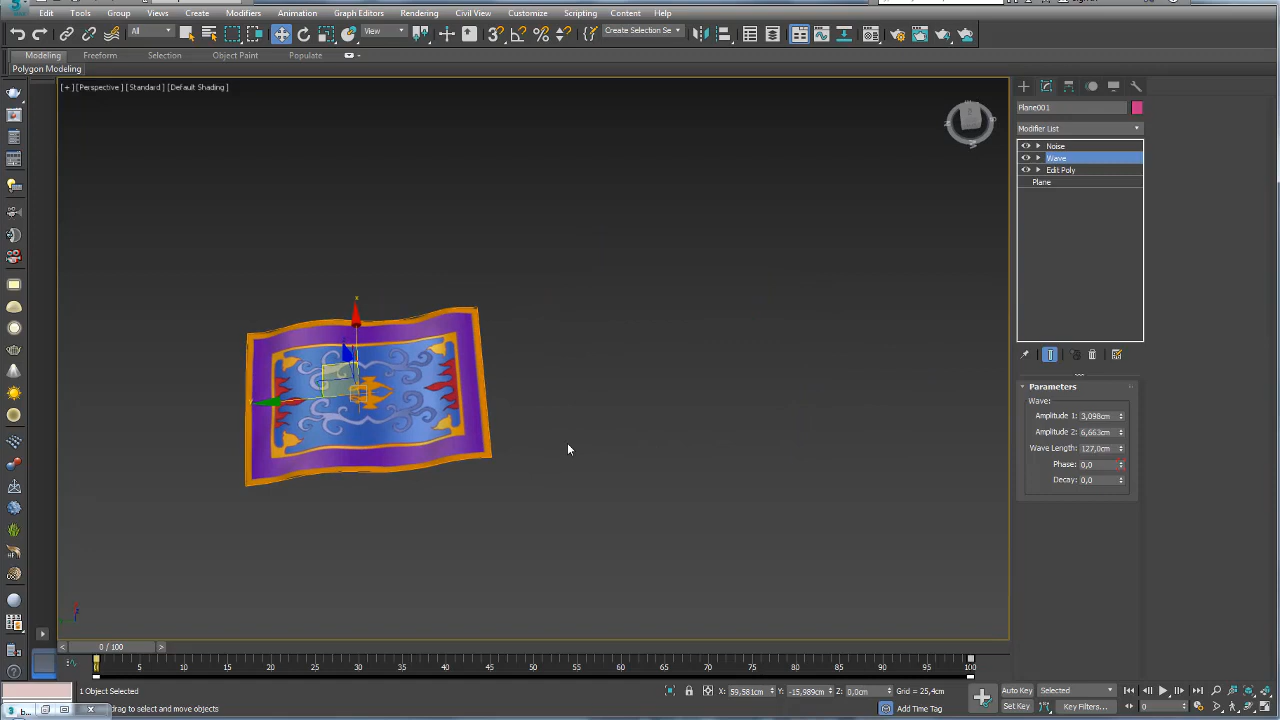 Edit Tools Group Views Create Modifiers Animation Graph Editors Rendering Civil View Customize Scripting Content Help
All View Create Selection Se
Modeling Freeform Selection Object Paint Populate
Polygon Modeling
[+][Perspective][Standard][Default Shading]
Plane001
Modifier List
Noise
Wave
Edit Poly
Plane
Parameters
Wave:
Amplitude 1: 3,098cm
Amplitude 2: 6,663cm
Wave Length: 127,0cm
Phase: 0,0
Decay: 0,0
< 0 / 100 >
5 10 15 20 25 30 35 40 45 50 55 60 65 70 75 80 85 90 95 100
1 Object Selected X: 59,581cm Y: -15,989cm Z: 0,0cm Grid = 25,4cm Auto Key Selected
drag to select and move objects Add Time Tag Set Key Key Filters... 0